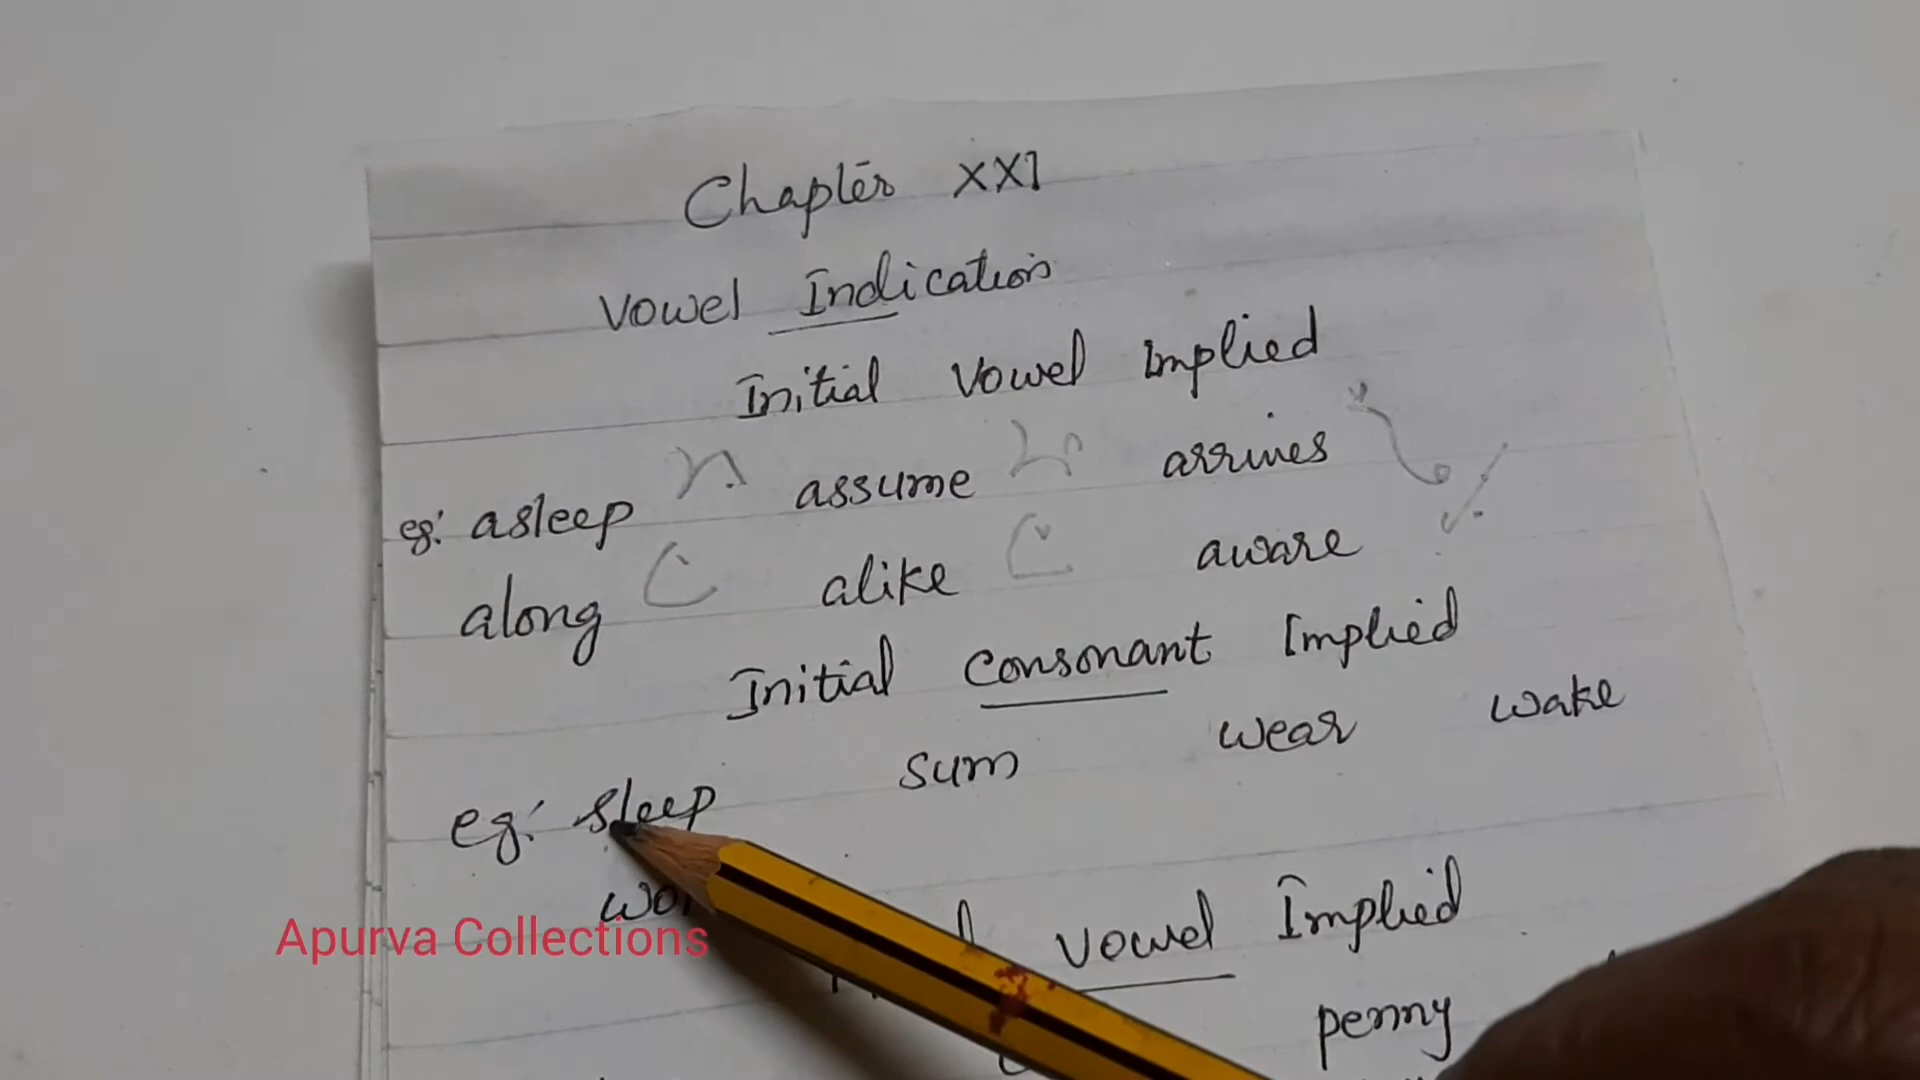 Chapter XXI
Vowel Indication
Initial Vowel Implied
eg: asleep assume arrives
along alike aware
Initial Consonant Implied
eg: sleep sum wear wake
Apurva Collections
vowel Implied
penny